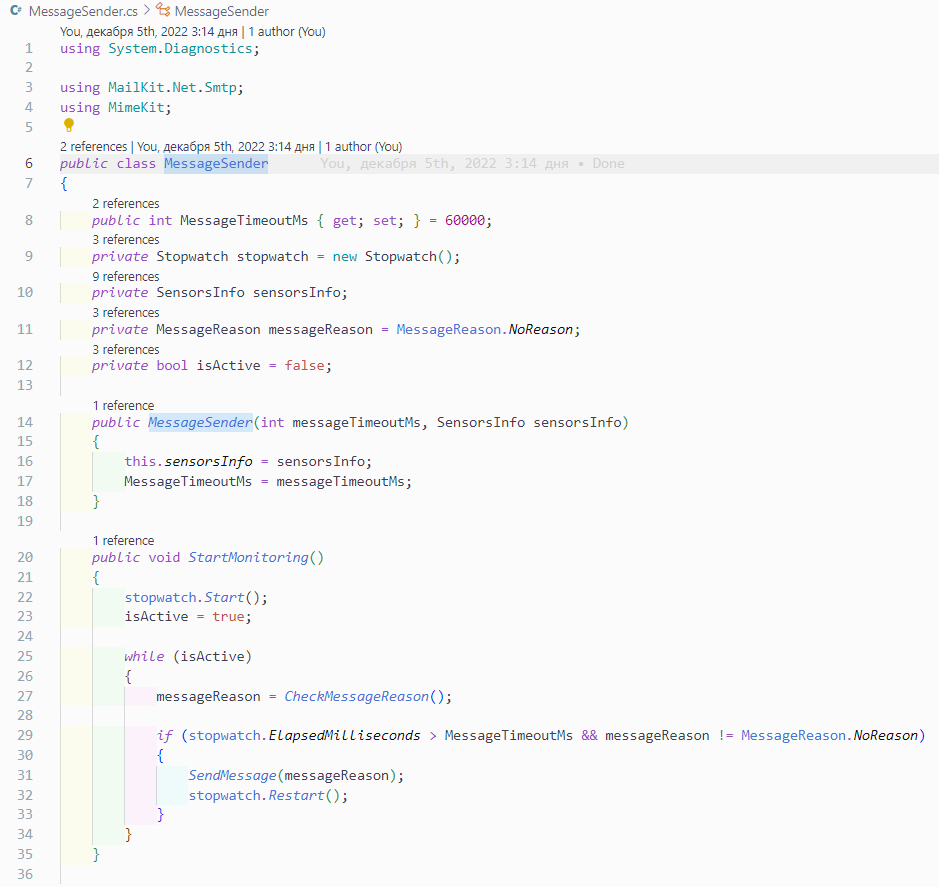 MessageSender.cs > MessageSender
You, декабря 5th, 2022 3:14 дня | 1 author (You)
1 using System.Diagnostics;
2
3 using MailKit.Net.Smtp;
4 using MimeKit;
5
2 references | You, декабря 5th, 2022 3:14 дня | 1 author (You)
6 public class MessageSender You, декабря 5th, 2022 3:14 дня • Done
7 {
2 references
8 public int MessageTimeoutMs { get; set; } = 60000;
3 references
9 private Stopwatch stopwatch = new Stopwatch();
9 references
10 private SensorsInfo sensorsInfo;
3 references
11 private MessageReason messageReason = MessageReason.NoReason;
3 references
12 private bool isActive = false;
13
1 reference
14 public MessageSender(int messageTimeoutMs, SensorsInfo sensorsInfo)
15 {
16 this.sensorsInfo = sensorsInfo;
17 MessageTimeoutMs = messageTimeoutMs;
18 }
19
1 reference
20 public void StartMonitoring()
21 {
22 stopwatch.Start();
23 isActive = true;
24
25 while (isActive)
26 {
27 messageReason = CheckMessageReason();
28
29 if (stopwatch.ElapsedMilliseconds > MessageTimeoutMs && messageReason != MessageReason.NoReason)
30 {
31 SendMessage(messageReason);
32 stopwatch.Restart();
33 }
34 }
35 }
36